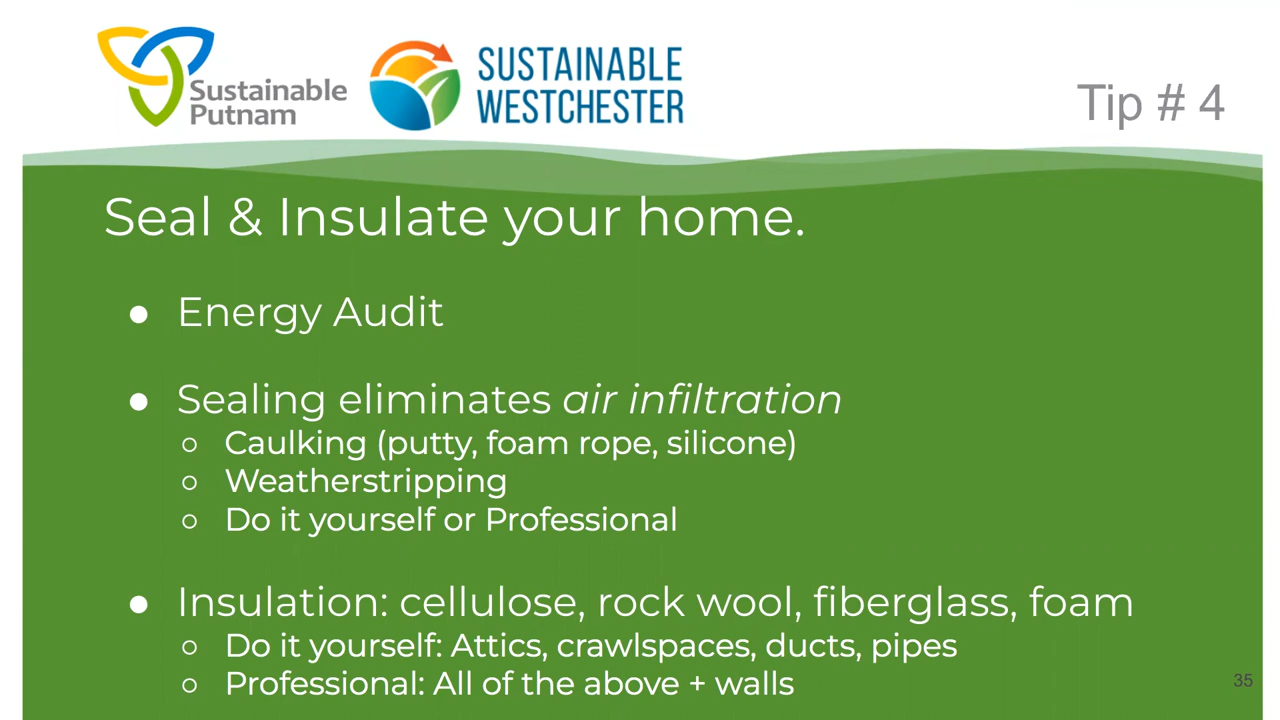 Sustainable
Putnam
SUSTAINABLE
WESTCHESTER
Tip # 4
Seal & Insulate your home.
● Energy Audit
● Sealing eliminates air infiltration
○ Caulking (putty, foam rope, silicone)
○ Weatherstripping
○ Do it yourself or Professional
● Insulation: cellulose, rock wool, fiberglass, foam
○ Do it yourself: Attics, crawlspaces, ducts, pipes
○ Professional: All of the above + walls
35